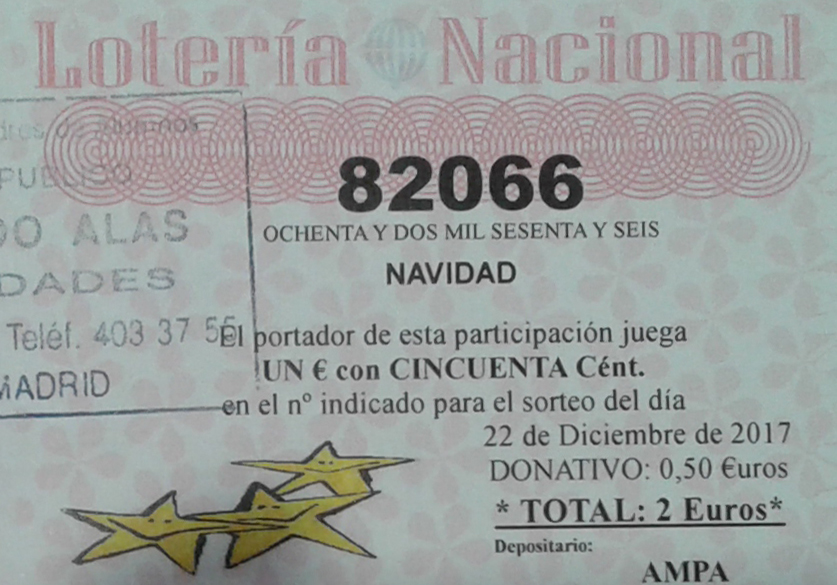 Lotería Nacional
PUBLICO
82066
DO ALAS
OCHENTA Y DOS MIL SESENTA Y SEIS
DADES
NAVIDAD
Teléf. 403 37 56
El portador de esta participación juega
UN € con CINCUENTA Cént.
MADRID
en el nº indicado para el sorteo del día
22 de Diciembre de 2017
DONATIVO: 0,50 €uros
* TOTAL: 2 Euros*
Depositario:
AMPA